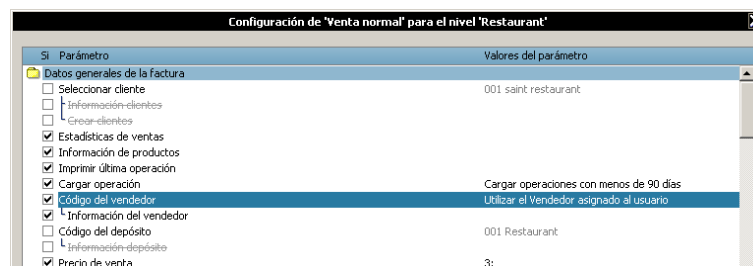 Configuración de 'Venta normal' para el nivel 'Restaurant'
Si Parámetro Valores del parámetro
Datos generales de la factura
Seleccionar cliente 001 saint restaurant
Información clientes
Crear clientes
Estadísticas de ventas
Información de productos
Imprimir última operación
Cargar operación Cargar operaciones con menos de 90 días
Código del vendedor Utilizar el Vendedor asignado al usuario
Información del vendedor
Código del depósito 001 Restaurant
Información depósito
Precio de venta 3: